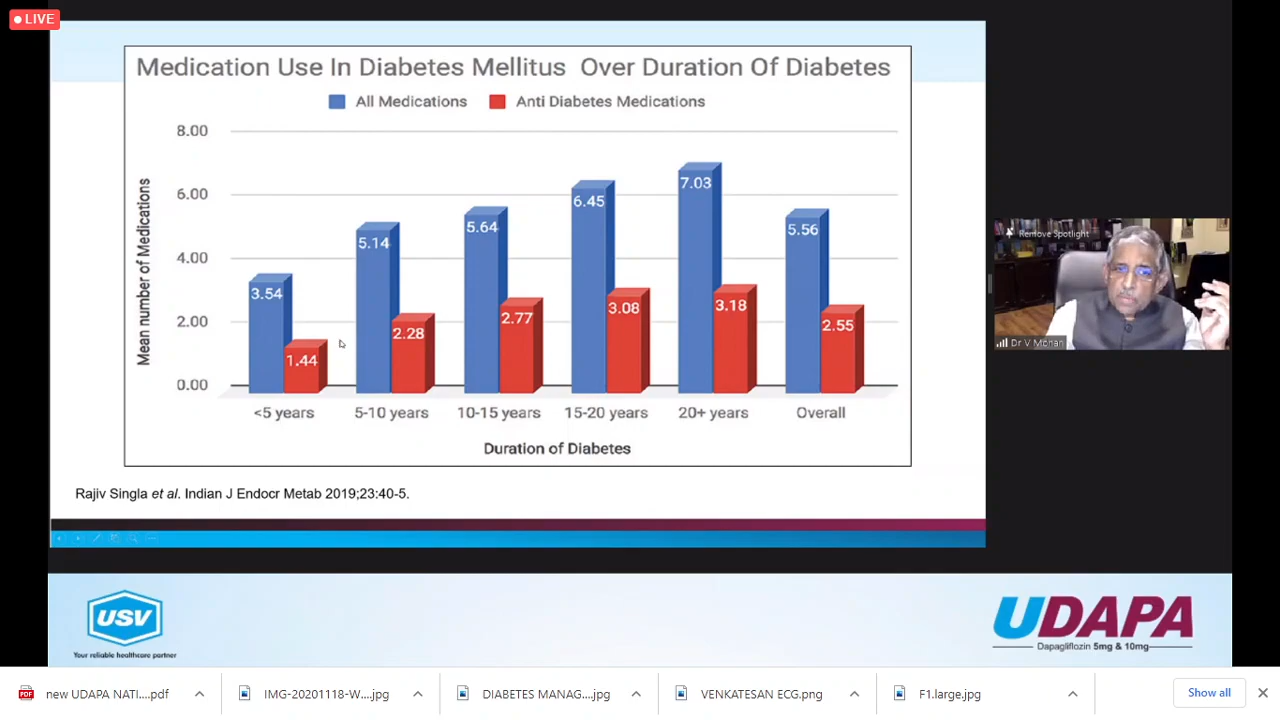 LIVE
Medication Use In Diabetes Mellitus Over Duration Of Diabetes
All Medications Anti Diabetes Medications
8.00
6.00
4.00
2.00
0.00
Mean number of Medications
3.54
1.44
5.14
2.28
5.64
2.77
6.45
3.08
7.03
3.18
5.56
2.55
<5 years 5-10 years 10-15 years 15-20 years 20+ years Overall
Duration of Diabetes
Rajiv Singla et al. Indian J Endocr Metab 2019;23:40-5.
Remove Spotlight
Dr V Mohan
USV
Your reliable healthcare partner
UDAPA
Dapagliflozin 5mg & 10mg
new UDAPA NATI....pdf IMG-20201118-W....jpg DIABETES MANAG....jpg VENKATESAN ECG.png F1.large.jpg Show all
PDF